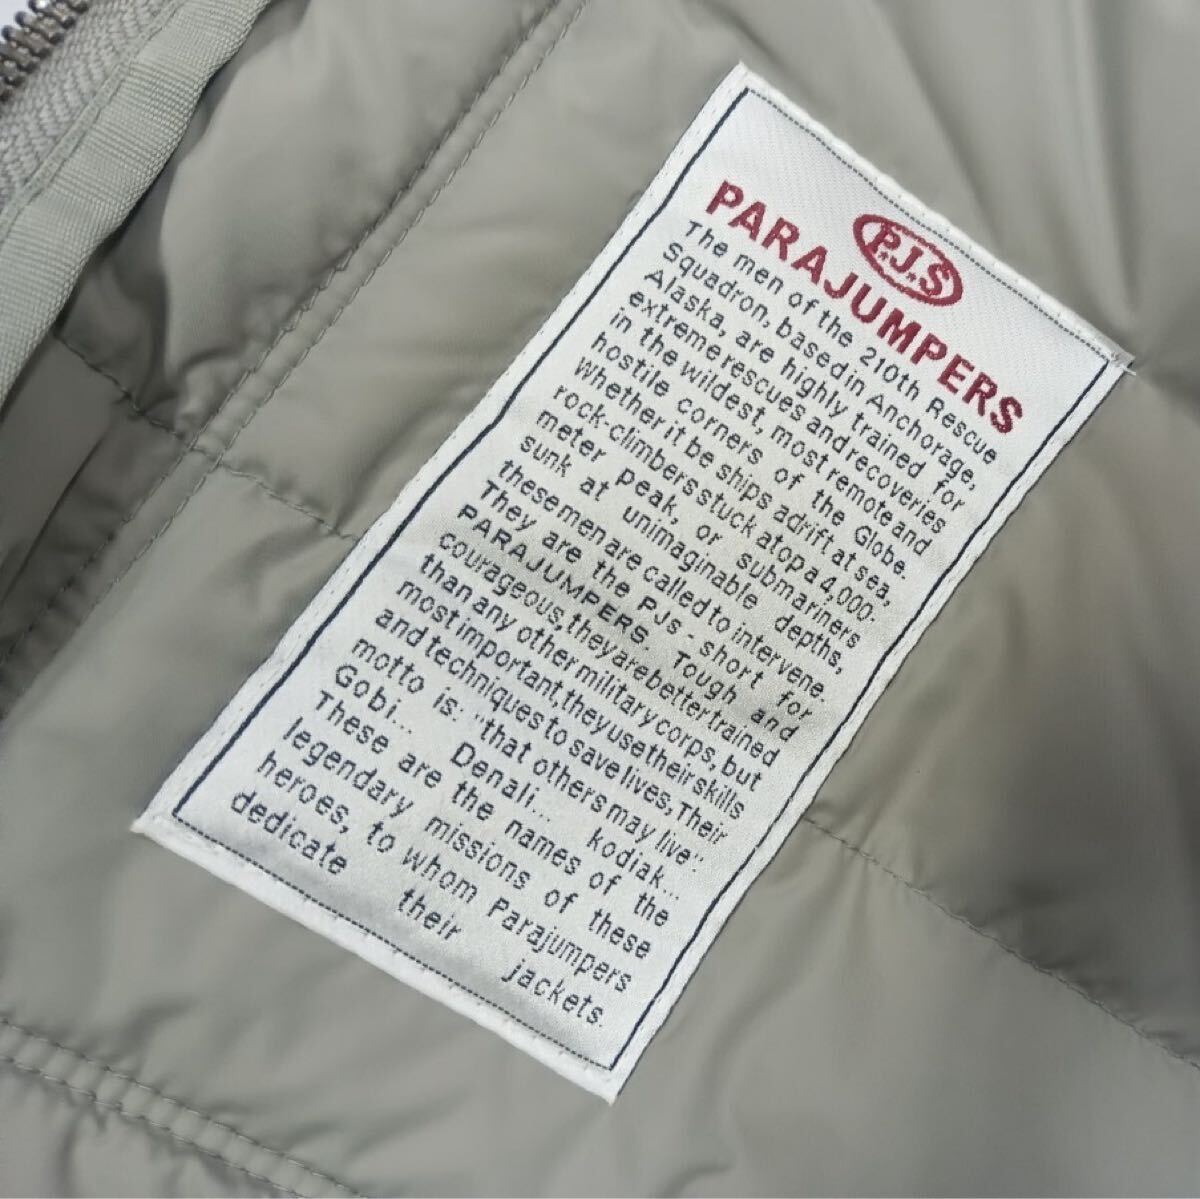 P.J.S
PARAJUMPERS
The men of the 210th Rescue
Squadron, based in Anchorage,
Alaska, are highly trained for
extreme rescues and recoveries
in the wildest, most remote and
hostile corners of the Globe.
Whether it be ships adrift at sea,
rock-climbers stuck atop a 4,000-
meter peak, or submariners
sunk at unimaginable depths,
these men are called to intervene.
They are the PJs - short for
PARAJUMPERS. Tough and
courageous, they are better trained
than any other military corps, but
most important, they use their skills
and techniques to save lives, Their
motto is: "that others may live".
Gobi... Denali... kodiak...
These are the names of the
legendary missions of these
heroes, to whom Parajumpers
dedicate their jackets.